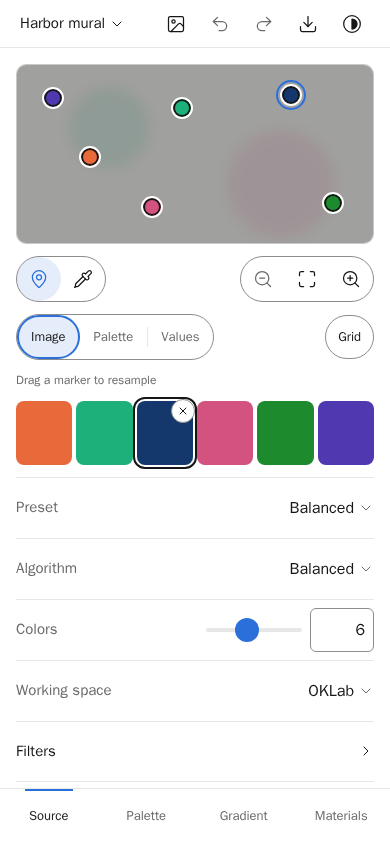 Harbor mural
Image
Palette
Values
Grid
Drag a marker to resample
Preset
Balanced
Algorithm
Balanced
Colors
6
Working space
OKLab
Filters
Source
Palette
Gradient
Materials